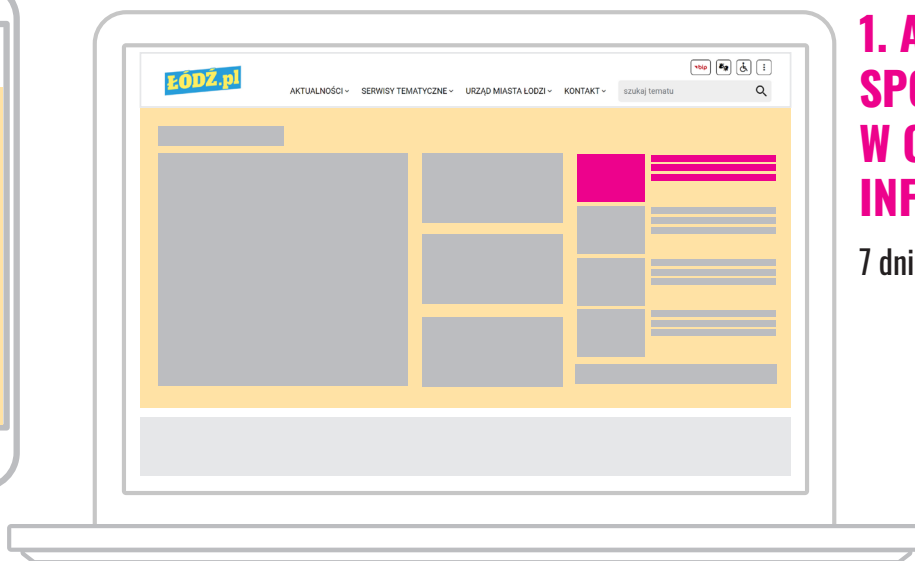 ŁÓDŹ.pl
bip
AKTUALNOŚCI
SERWISY TEMATYCZNE
URZĄD MIASTA ŁODZI
KONTAKT
szukaj tematu
1. A
SPO
W C
INF
7 dni